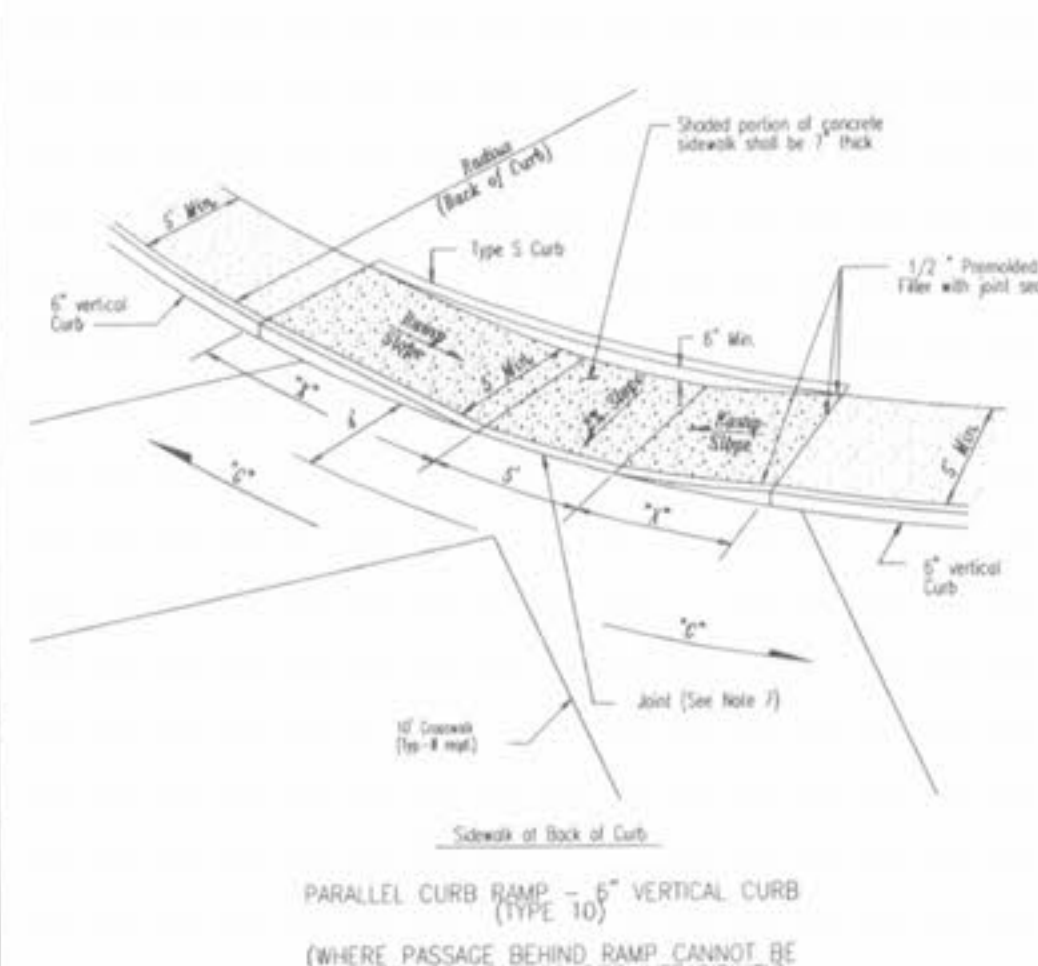 Shaded portion of concrete
sidewalk shall be 7" thick
Radius
(Back of Curb)
5' Min.
Type S Curb
1/2 " Premolded
Filler with joint
6" vertical
Curb
6" Min.
Ramp
Slope
5' Min.
2% Slope
Ramp
Slope
5' Min.
"X"
5'
"X"
"G"
6" vertical
Curb
"G"
Joint (See Note 7)
10' Crosswalk
Sidewalk at Back of Curb
PARALLEL CURB RAMP - 6" VERTICAL CURB
(TYPE 10)
(WHERE PASSAGE BEHIND RAMP CANNOT BE